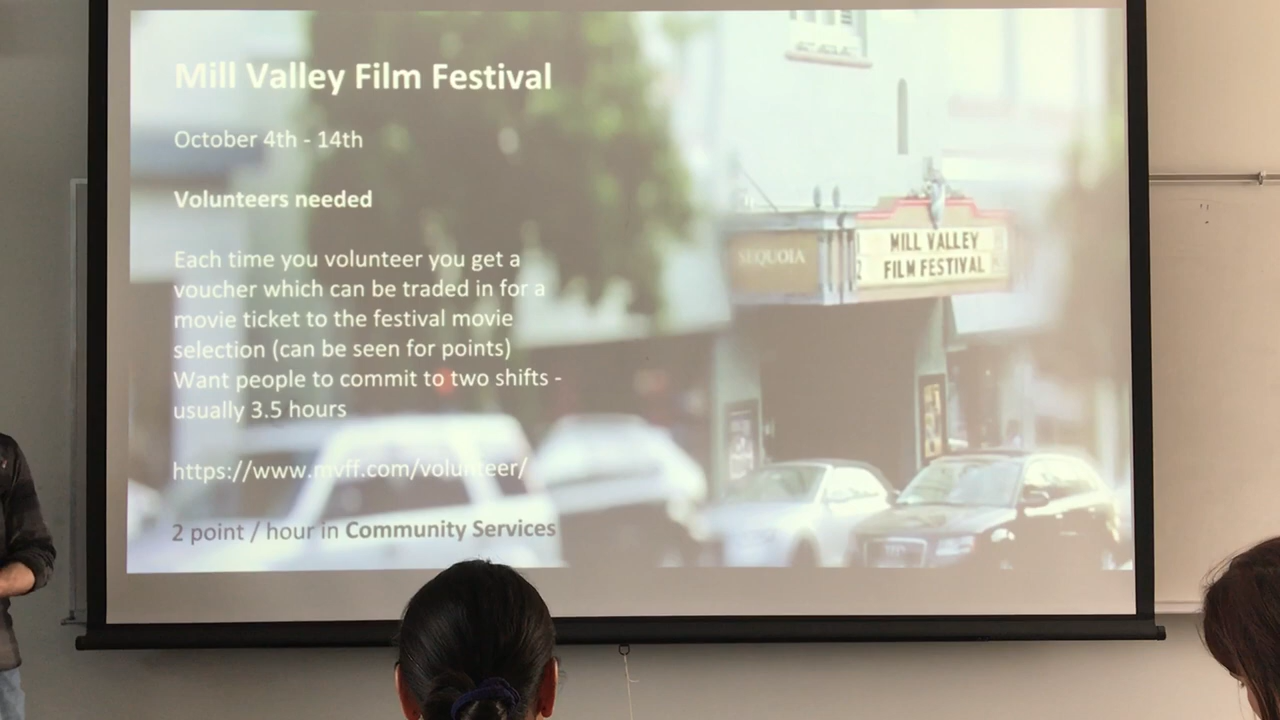 Mill Valley Film Festival
October 4th - 14th
Volunteers needed
Each time you volunteer you get a
voucher which can be traded in for a
movie ticket to the festival movie
selection (can be seen for points)
Want people to commit to two shifts -
usually 3.5 hours
https://www.mvff.com/volunteer/
2 point / hour in Community Services
SEQUOIA
MILL VALLEY
2 FILM FESTIVAL